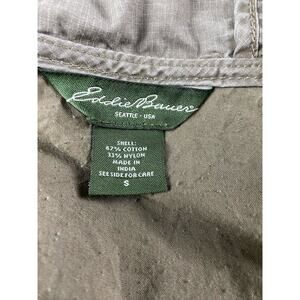 Eddie Bauer
SEATTLE • USA
SHELL:
67% COTTON
33% NYLON
MADE IN
INDIA
SEE SIDE FOR CARE
S